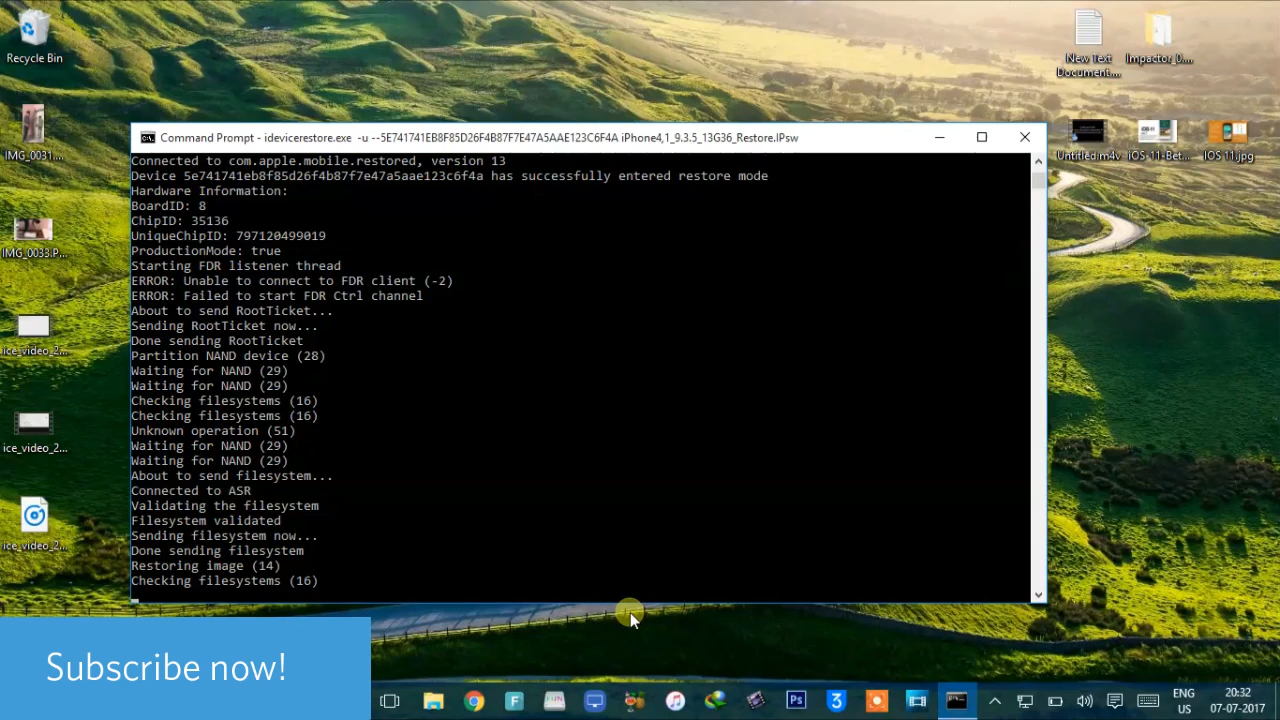 Recycle Bin
IMG_0031....
IMG_0033.P...
ice_video_2...
ice_video_2...
ice_video_2...
New Text
Document....
Impactor_0....
Untitled.m4v
iOS-11-Bet...
IOS 11.jpg
Command Prompt - idevicerestore.exe -u --5E741741EB8F85D26F4B87F7E47A5AAE123C6F4A iPhone4,1_9.3.5_13G36_Restore.IPsw
Connected to com.apple.mobile.restored, version 13
Device 5e741741eb8f85d26f4b87f7e47a5aae123c6f4a has successfully entered restore mode
Hardware Information:
BoardID: 8
ChipID: 35136
UniqueChipID: 797120499019
ProductionMode: true
Starting FDR listener thread
ERROR: Unable to connect to FDR client (-2)
ERROR: Failed to start FDR Ctrl channel
About to send RootTicket...
Sending RootTicket now...
Done sending RootTicket
Partition NAND device (28)
Waiting for NAND (29)
Waiting for NAND (29)
Checking filesystems (16)
Checking filesystems (16)
Unknown operation (51)
Waiting for NAND (29)
Waiting for NAND (29)
About to send filesystem...
Connected to ASR
Validating the filesystem
Filesystem validated
Sending filesystem now...
Done sending filesystem
Restoring image (14)
Checking filesystems (16)
Subscribe now!
F
Ps
3
ENG
US
20:32
07-07-2017